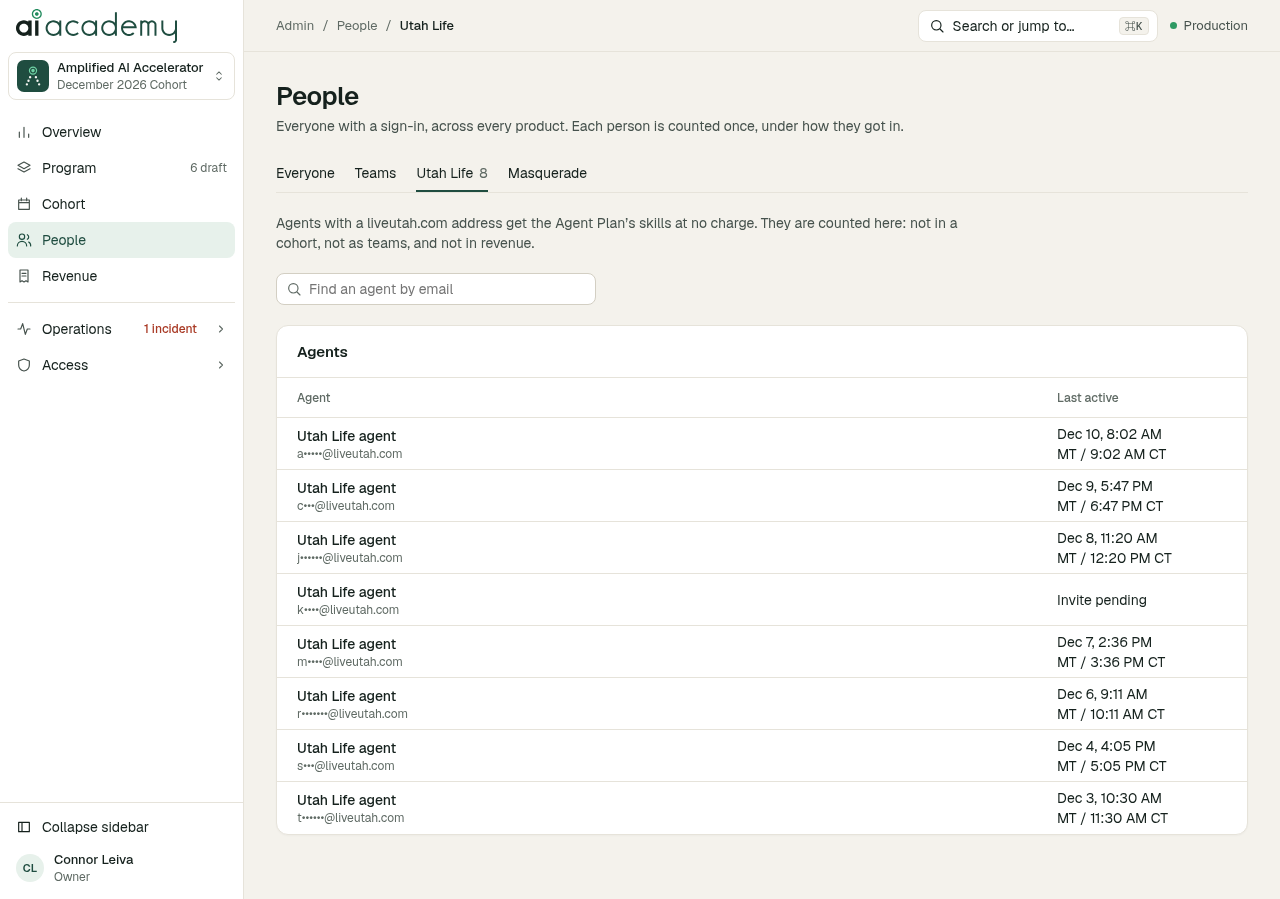 ai academy
Amplified AI Accelerator
December 2026 Cohort
Overview
Program 6 draft
Cohort
People
Revenue
Operations 1 incident
Access
Collapse sidebar
CL
Connor Leiva
Owner
Admin / People / Utah Life
Search or jump to… ⌘K
Production
People
Everyone with a sign-in, across every product. Each person is counted once, under how they got in.
Everyone Teams Utah Life 8 Masquerade
Agents with a liveutah.com address get the Agent Plan’s skills at no charge. They are counted here: not in a
cohort, not as teams, and not in revenue.
Find an agent by email
Agents
Agent Last active
Utah Life agent
a•••••@liveutah.com
Dec 10, 8:02 AM
MT / 9:02 AM CT
Utah Life agent
c•••@liveutah.com
Dec 9, 5:47 PM
MT / 6:47 PM CT
Utah Life agent
j••••••@liveutah.com
Dec 8, 11:20 AM
MT / 12:20 PM CT
Utah Life agent
k••••@liveutah.com
Invite pending
Utah Life agent
m••••@liveutah.com
Dec 7, 2:36 PM
MT / 3:36 PM CT
Utah Life agent
r•••••••@liveutah.com
Dec 6, 9:11 AM
MT / 10:11 AM CT
Utah Life agent
s•••@liveutah.com
Dec 4, 4:05 PM
MT / 5:05 PM CT
Utah Life agent
t••••••@liveutah.com
Dec 3, 10:30 AM
MT / 11:30 AM CT